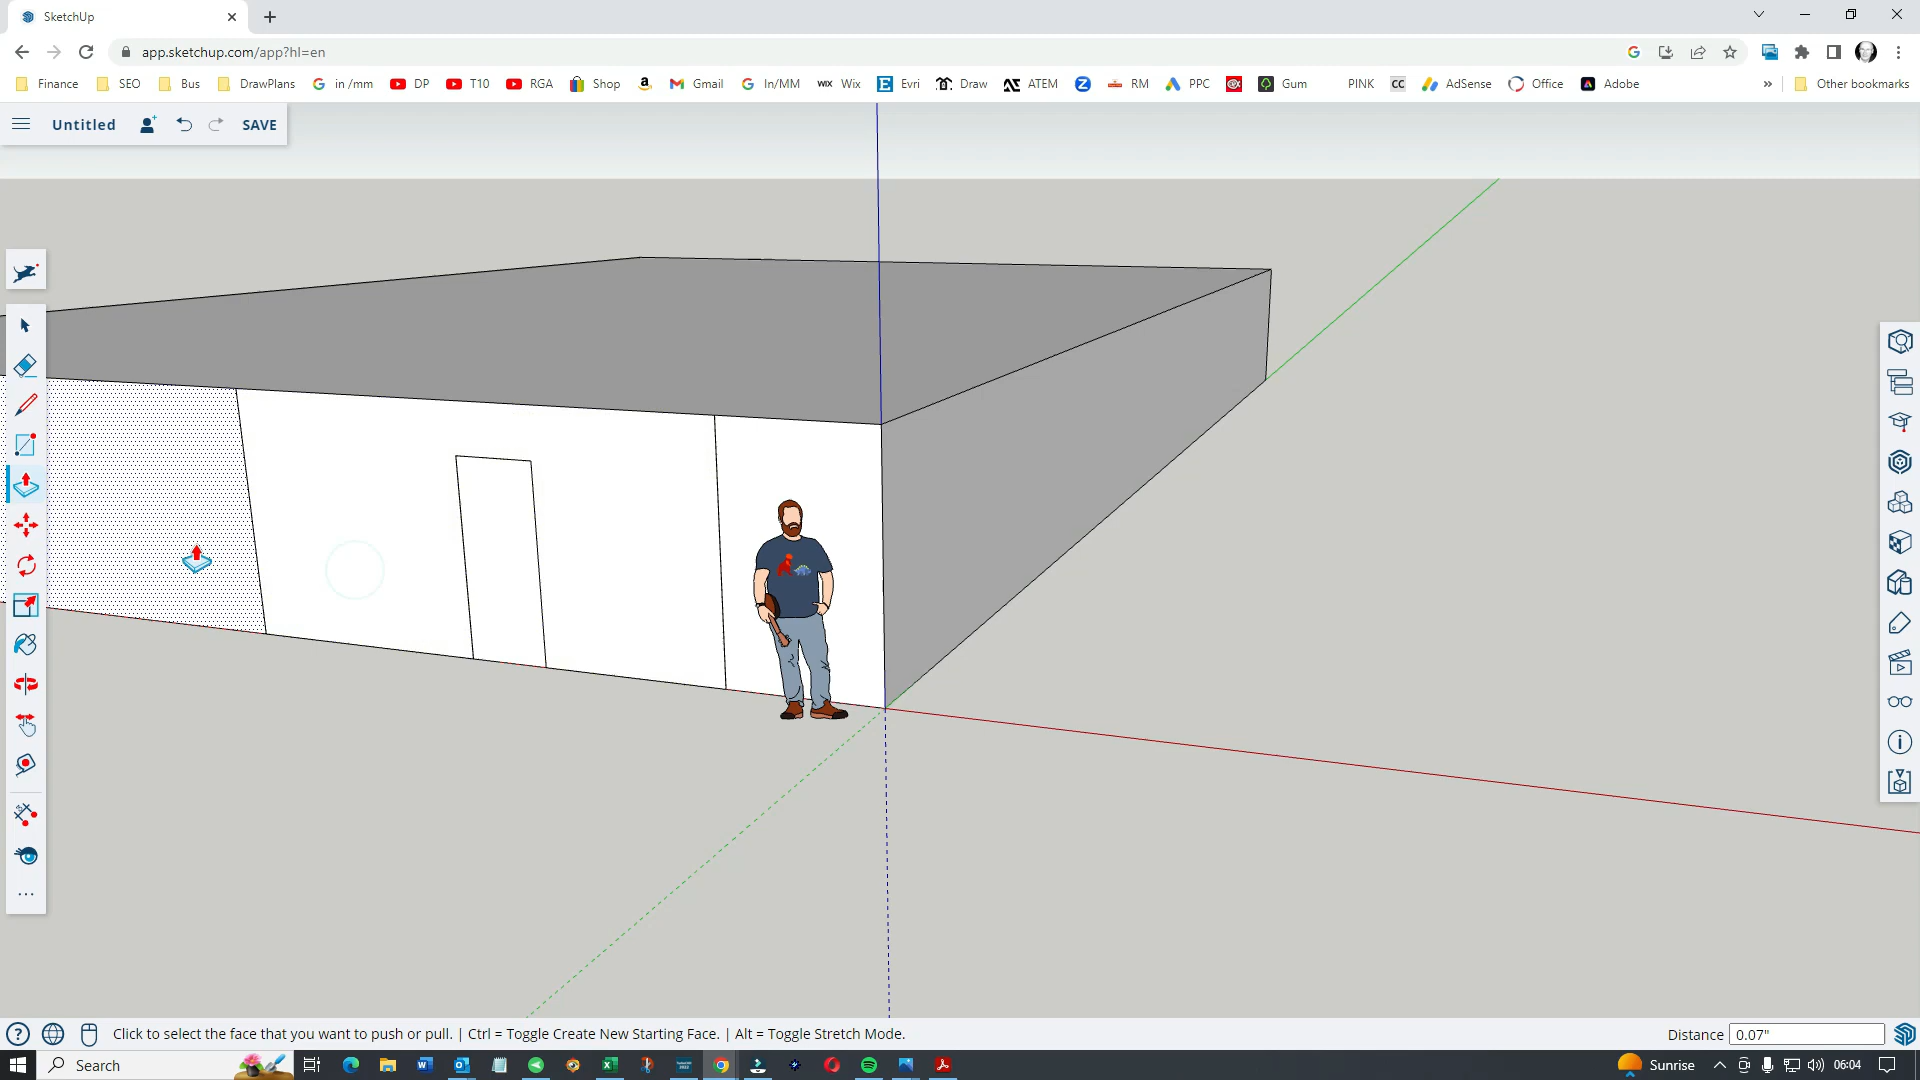 SketchUp
app.sketchup.com/app?hl=en
Finance SEO Bus DrawPlans in /mm DP T10 RGA Shop Gmail In/MM WIX Wix Evri Draw ATEM RM PPC Gum PINK CC AdSense Office Adobe » Other bookmarks
Untitled SAVE
Click to select the face that you want to push or pull. | Ctrl = Toggle Create New Starting Face. | Alt = Toggle Stretch Mode. Distance 0.07"
Search Sunrise 06:04